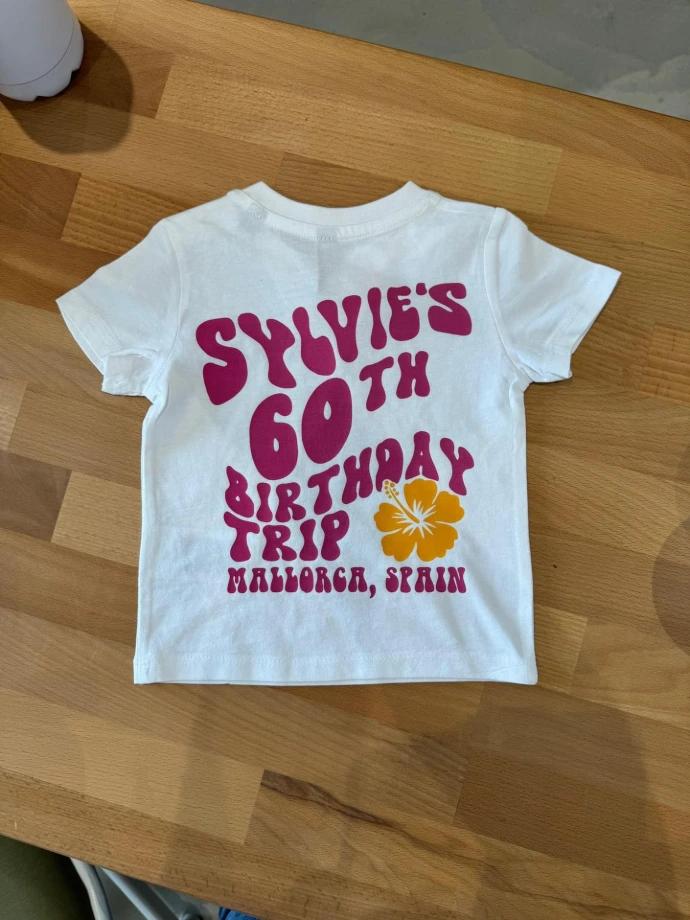 SYLVIE'S
60TH
BIRTHDAY
TRIP
MALLORCA, SPAIN